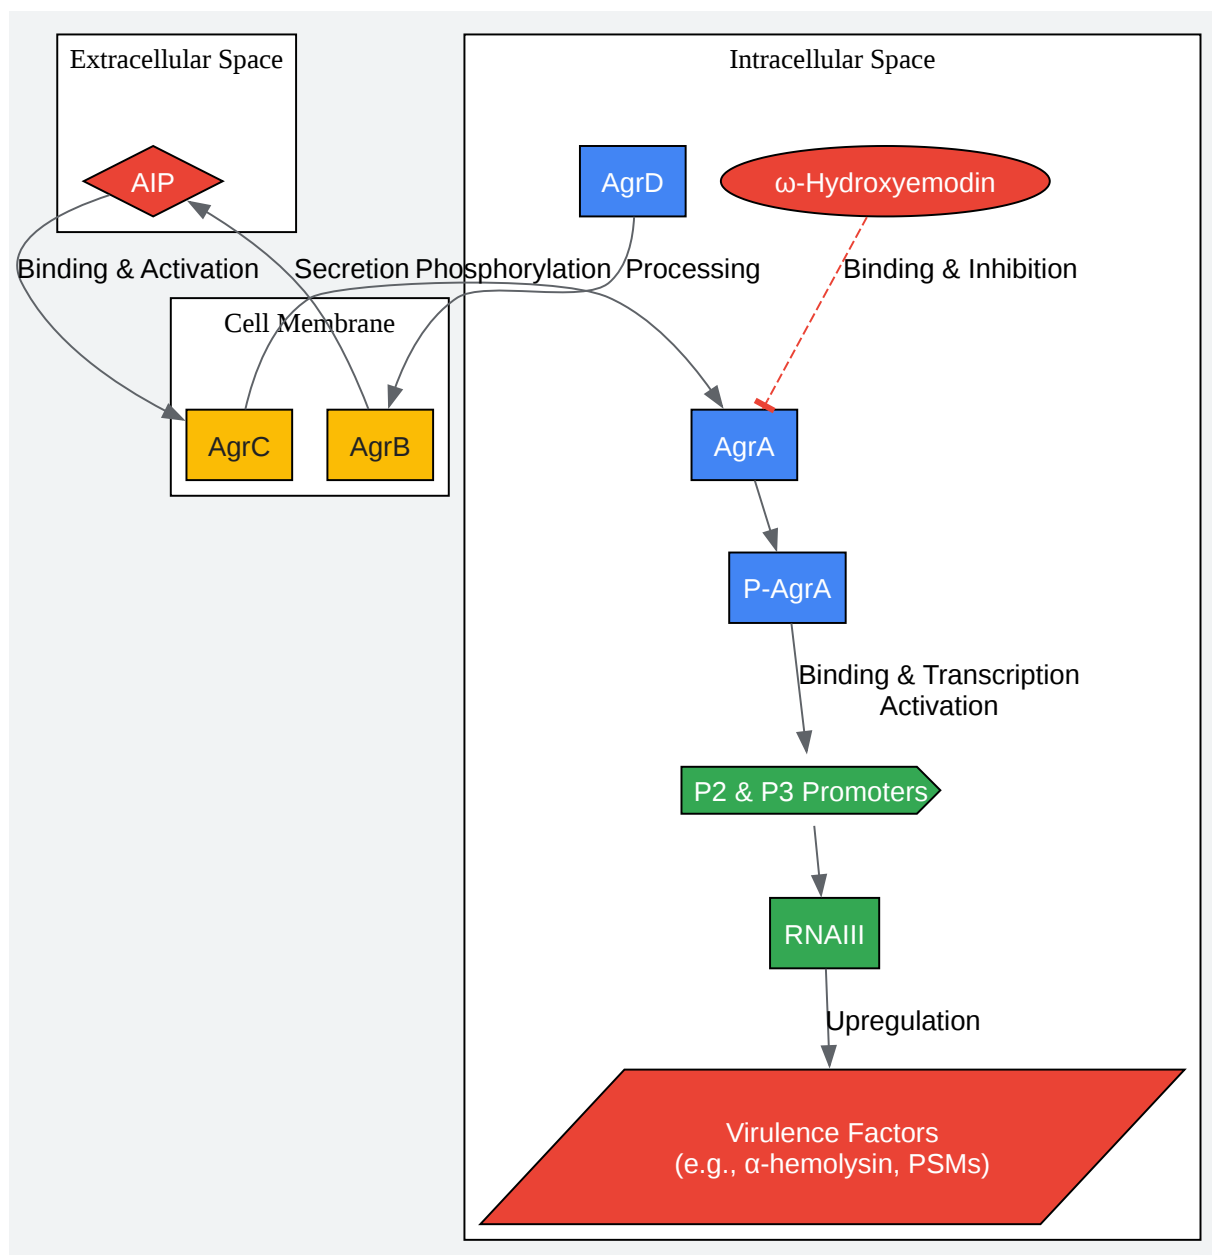 Extracellular Space
Intracellular Space
AIP
AgrD
ω-Hydroxyemodin
Binding & Activation
Secretion
Phosphorylation
Processing
Binding & Inhibition
Cell Membrane
AgrC
AgrB
AgrA
P-AgrA
Binding & Transcription
Activation
P2 & P3 Promoters
RNAIII
Upregulation
Virulence Factors
(e.g., α-hemolysin, PSMs)